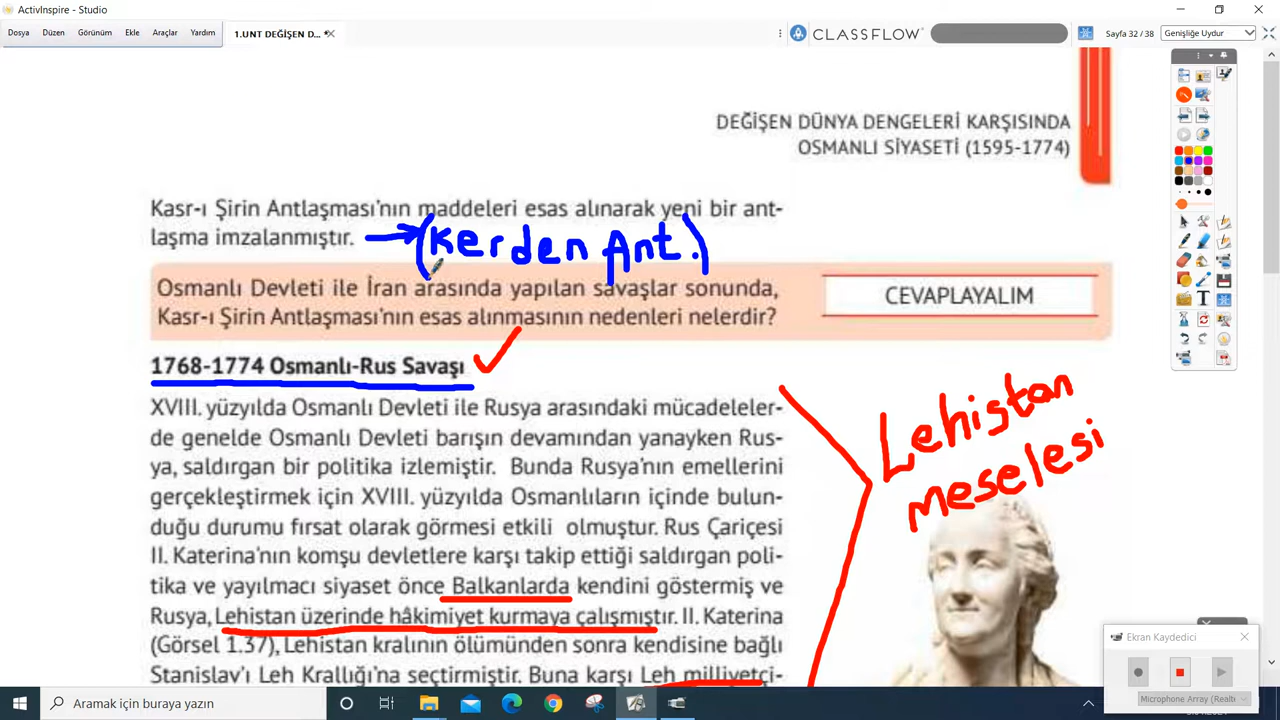 ActivInspire - Studio
Dosya Düzen Görünüm Ekle Araçlar Yardım
1.UNT DEĞİŞEN D...
CLASSFLOW
Sayfa 32 / 38
Genişliğe Uydur
DEĞİŞEN DÜNYA DENGELERİ KARŞISINDA
OSMANLI SİYASETİ (1595-1774)
Kasr-ı Şirin Antlaşması'nın maddeleri esas alınarak yeni bir ant-
laşma imzalanmıştır.
(Kerden Ant.)
Osmanlı Devleti ile İran arasında yapılan savaşlar sonunda,
Kasr-ı Şirin Antlaşması'nın esas alınmasının nedenleri nelerdir?
CEVAPLAYALIM
1768-1774 Osmanlı-Rus Savaşı
XVIII. yüzyılda Osmanlı Devleti ile Rusya arasındaki mücadeleler-
de genelde Osmanlı Devleti barışın devamından yanayken Rus-
ya, saldırgan bir politika izlemiştir. Bunda Rusya'nın emellerini
gerçekleştirmek için XVIII. yüzyılda Osmanlıların içinde bulun-
duğu durumu fırsat olarak görmesi etkili olmuştur. Rus Çariçesi
II. Katerina'nın komşu devletlere karşı takip ettiği saldırgan poli-
tika ve yayılmacı siyaset önce Balkanlarda kendini göstermiş ve
Rusya, Lehistan üzerinde hâkimiyet kurmaya çalışmıştır. II. Katerina
(Görsel 1.37), Lehistan kralının ölümünden sonra kendisine bağlı
Stanislav'ı Leh Krallığı'na seçtirmiştir. Buna karşı Leh milliyetçi-
Lehistan
meselesi
Ekran Kaydedici
Microphone Array (Realt
Aramak için buraya yazın